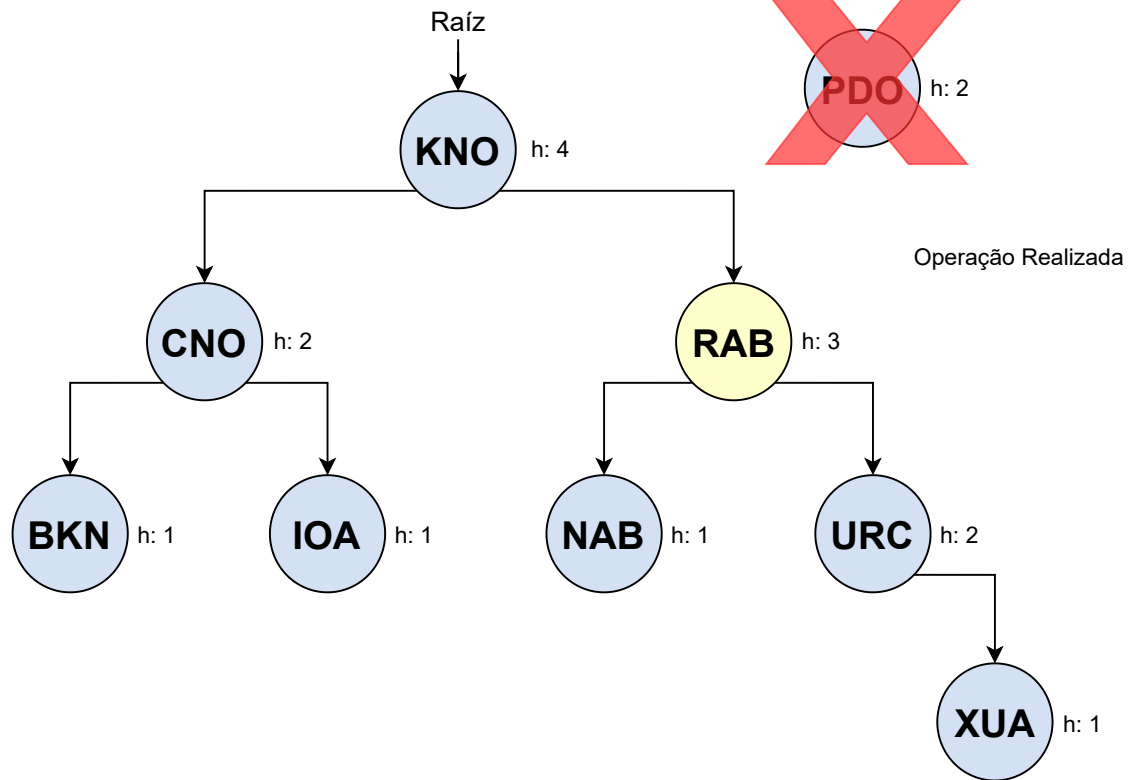 Raíz
PDO h: 2
KNO h: 4
Operação Realizada
CNO h: 2
RAB h: 3
BKN h: 1
IOA h: 1
NAB h: 1
URC h: 2
XUA h: 1